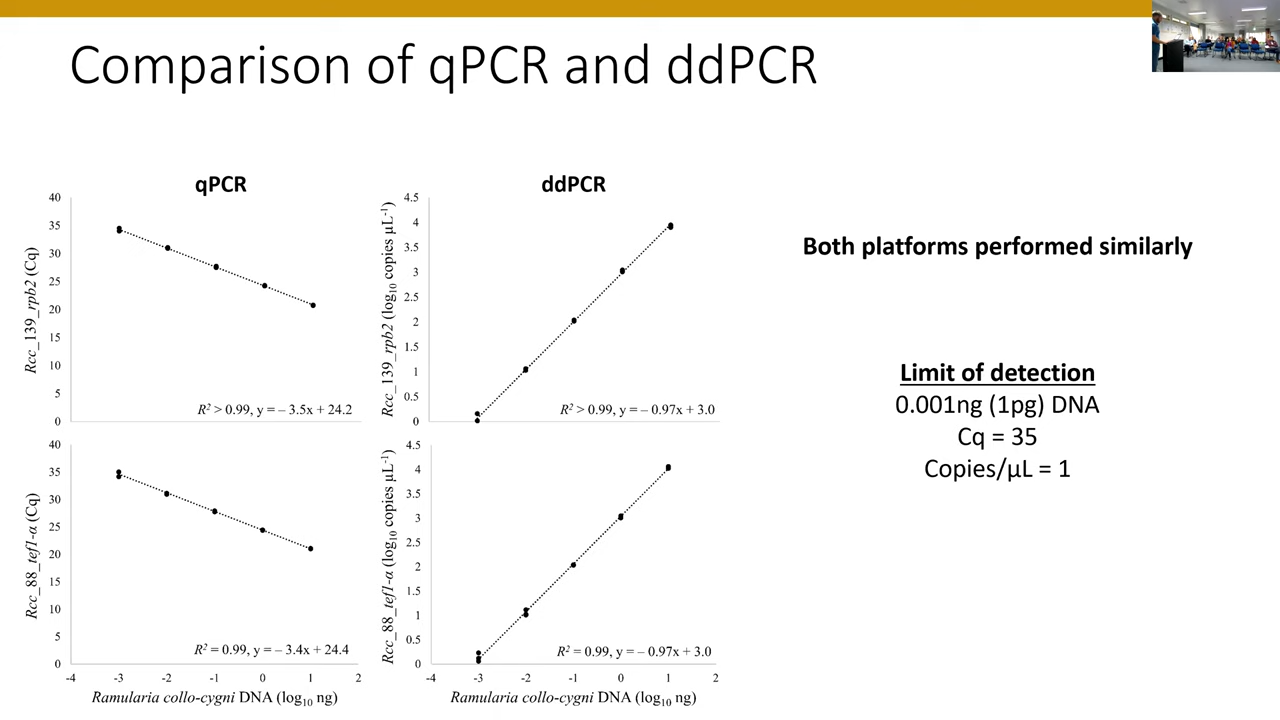 Comparison of qPCR and ddPCR
qPCR
40
35
30
25
20
15
10
5
0
Rcc_139_rpb2 (Cq)
R² > 0.99, y = – 3.5x + 24.2
ddPCR
4.5
4
3.5
3
2.5
2
1.5
1
0.5
0
Rcc_139_rpb2 (log₁₀ copies µL⁻¹)
R² > 0.99, y = – 0.97x + 3.0
40
35
30
25
20
15
10
5
0
Rcc_88_tef1-α (Cq)
R² = 0.99, y = – 3.4x + 24.4
-4 -3 -2 -1 0 1 2
Ramularia collo-cygni DNA (log₁₀ ng)
4.5
4
3.5
3
2.5
2
1.5
1
0.5
0
Rcc_88_tef1-α (log₁₀ copies µL⁻¹)
R² = 0.99, y = – 0.97x + 3.0
-4 -3 -2 -1 0 1 2
Ramularia collo-cygni DNA (log₁₀ ng)
Both platforms performed similarly
Limit of detection
0.001ng (1pg) DNA
Cq = 35
Copies/µL = 1